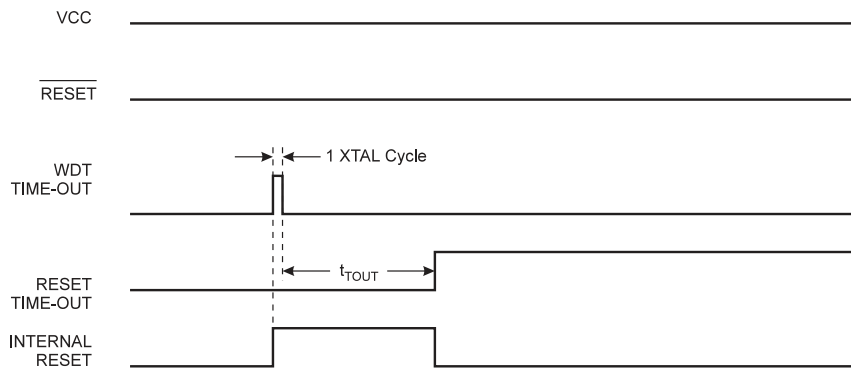 VCC
RESET
1 XTAL Cycle
WDT
TIME-OUT
tTOUT
RESET
TIME-OUT
INTERNAL
RESET